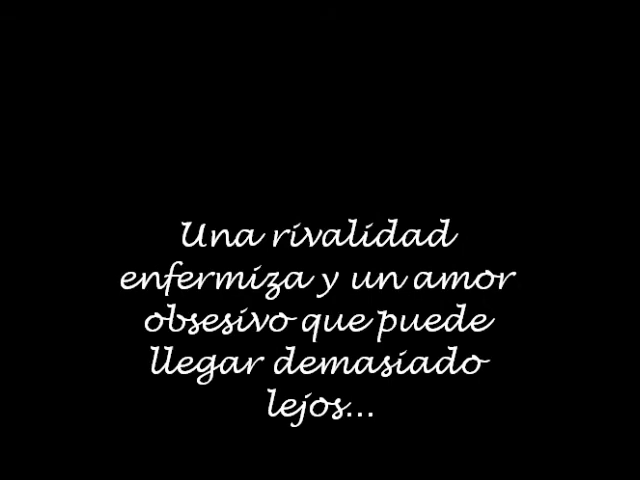 Una rivalidad
enfermiza y un amor
obsesivo que puede
llegar demasiado
lejos...